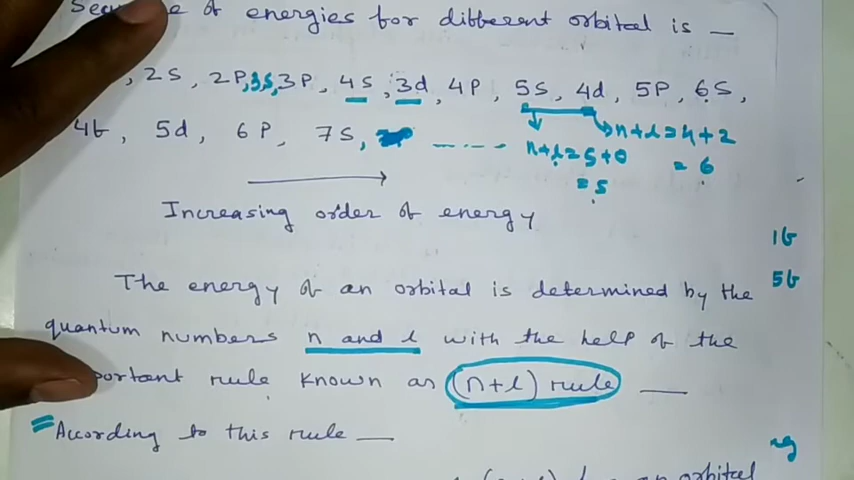 of energies for different orbital is —
, 2s, 2p, 3s, 3p, 4s, 3d, 4p, 5s, 4d, 5p, 6s,
4f, 5d, 6p, 7s, ------
n+l=4+2
n+l=5+0
= 6
= 5
Increasing order of energy
1f
5f
The energy of an orbital is determined by the
quantum numbers n and l with the help of the
rule known as (n+l) rule —
According to this rule —
an orbital